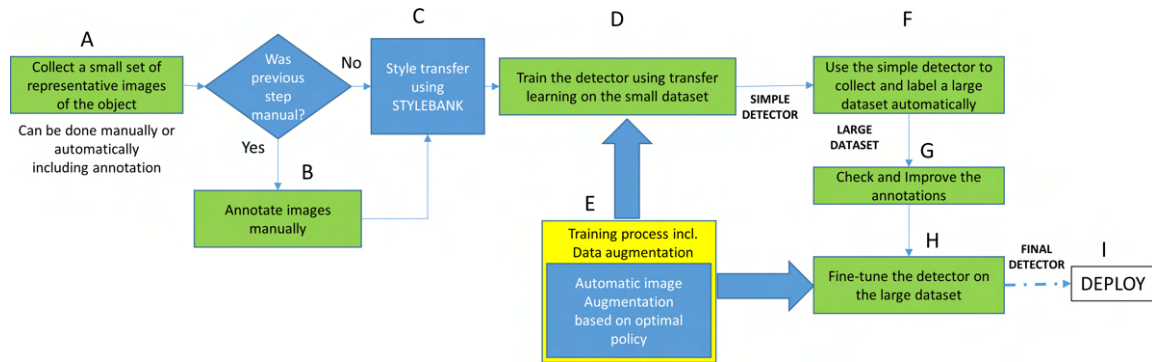 A
Collect a small set of
representative images
of the object
Can be done manually or
automatically
including annotation
Was
previous
step
manual?
No
Yes
B
Annotate images
manually
C
Style transfer
using
STYLEBANK
D
Train the detector using transfer
learning on the small dataset
SIMPLE
DETECTOR
E
Training process incl.
Data augmentation
Automatic image
Augmentation
based on optimal
policy
F
Use the simple detector to
collect and label a large
dataset automatically
LARGE
DATASET
G
Check and Improve the
annotations
H
Fine-tune the detector on
the large dataset
FINAL
DETECTOR
I
DEPLOY